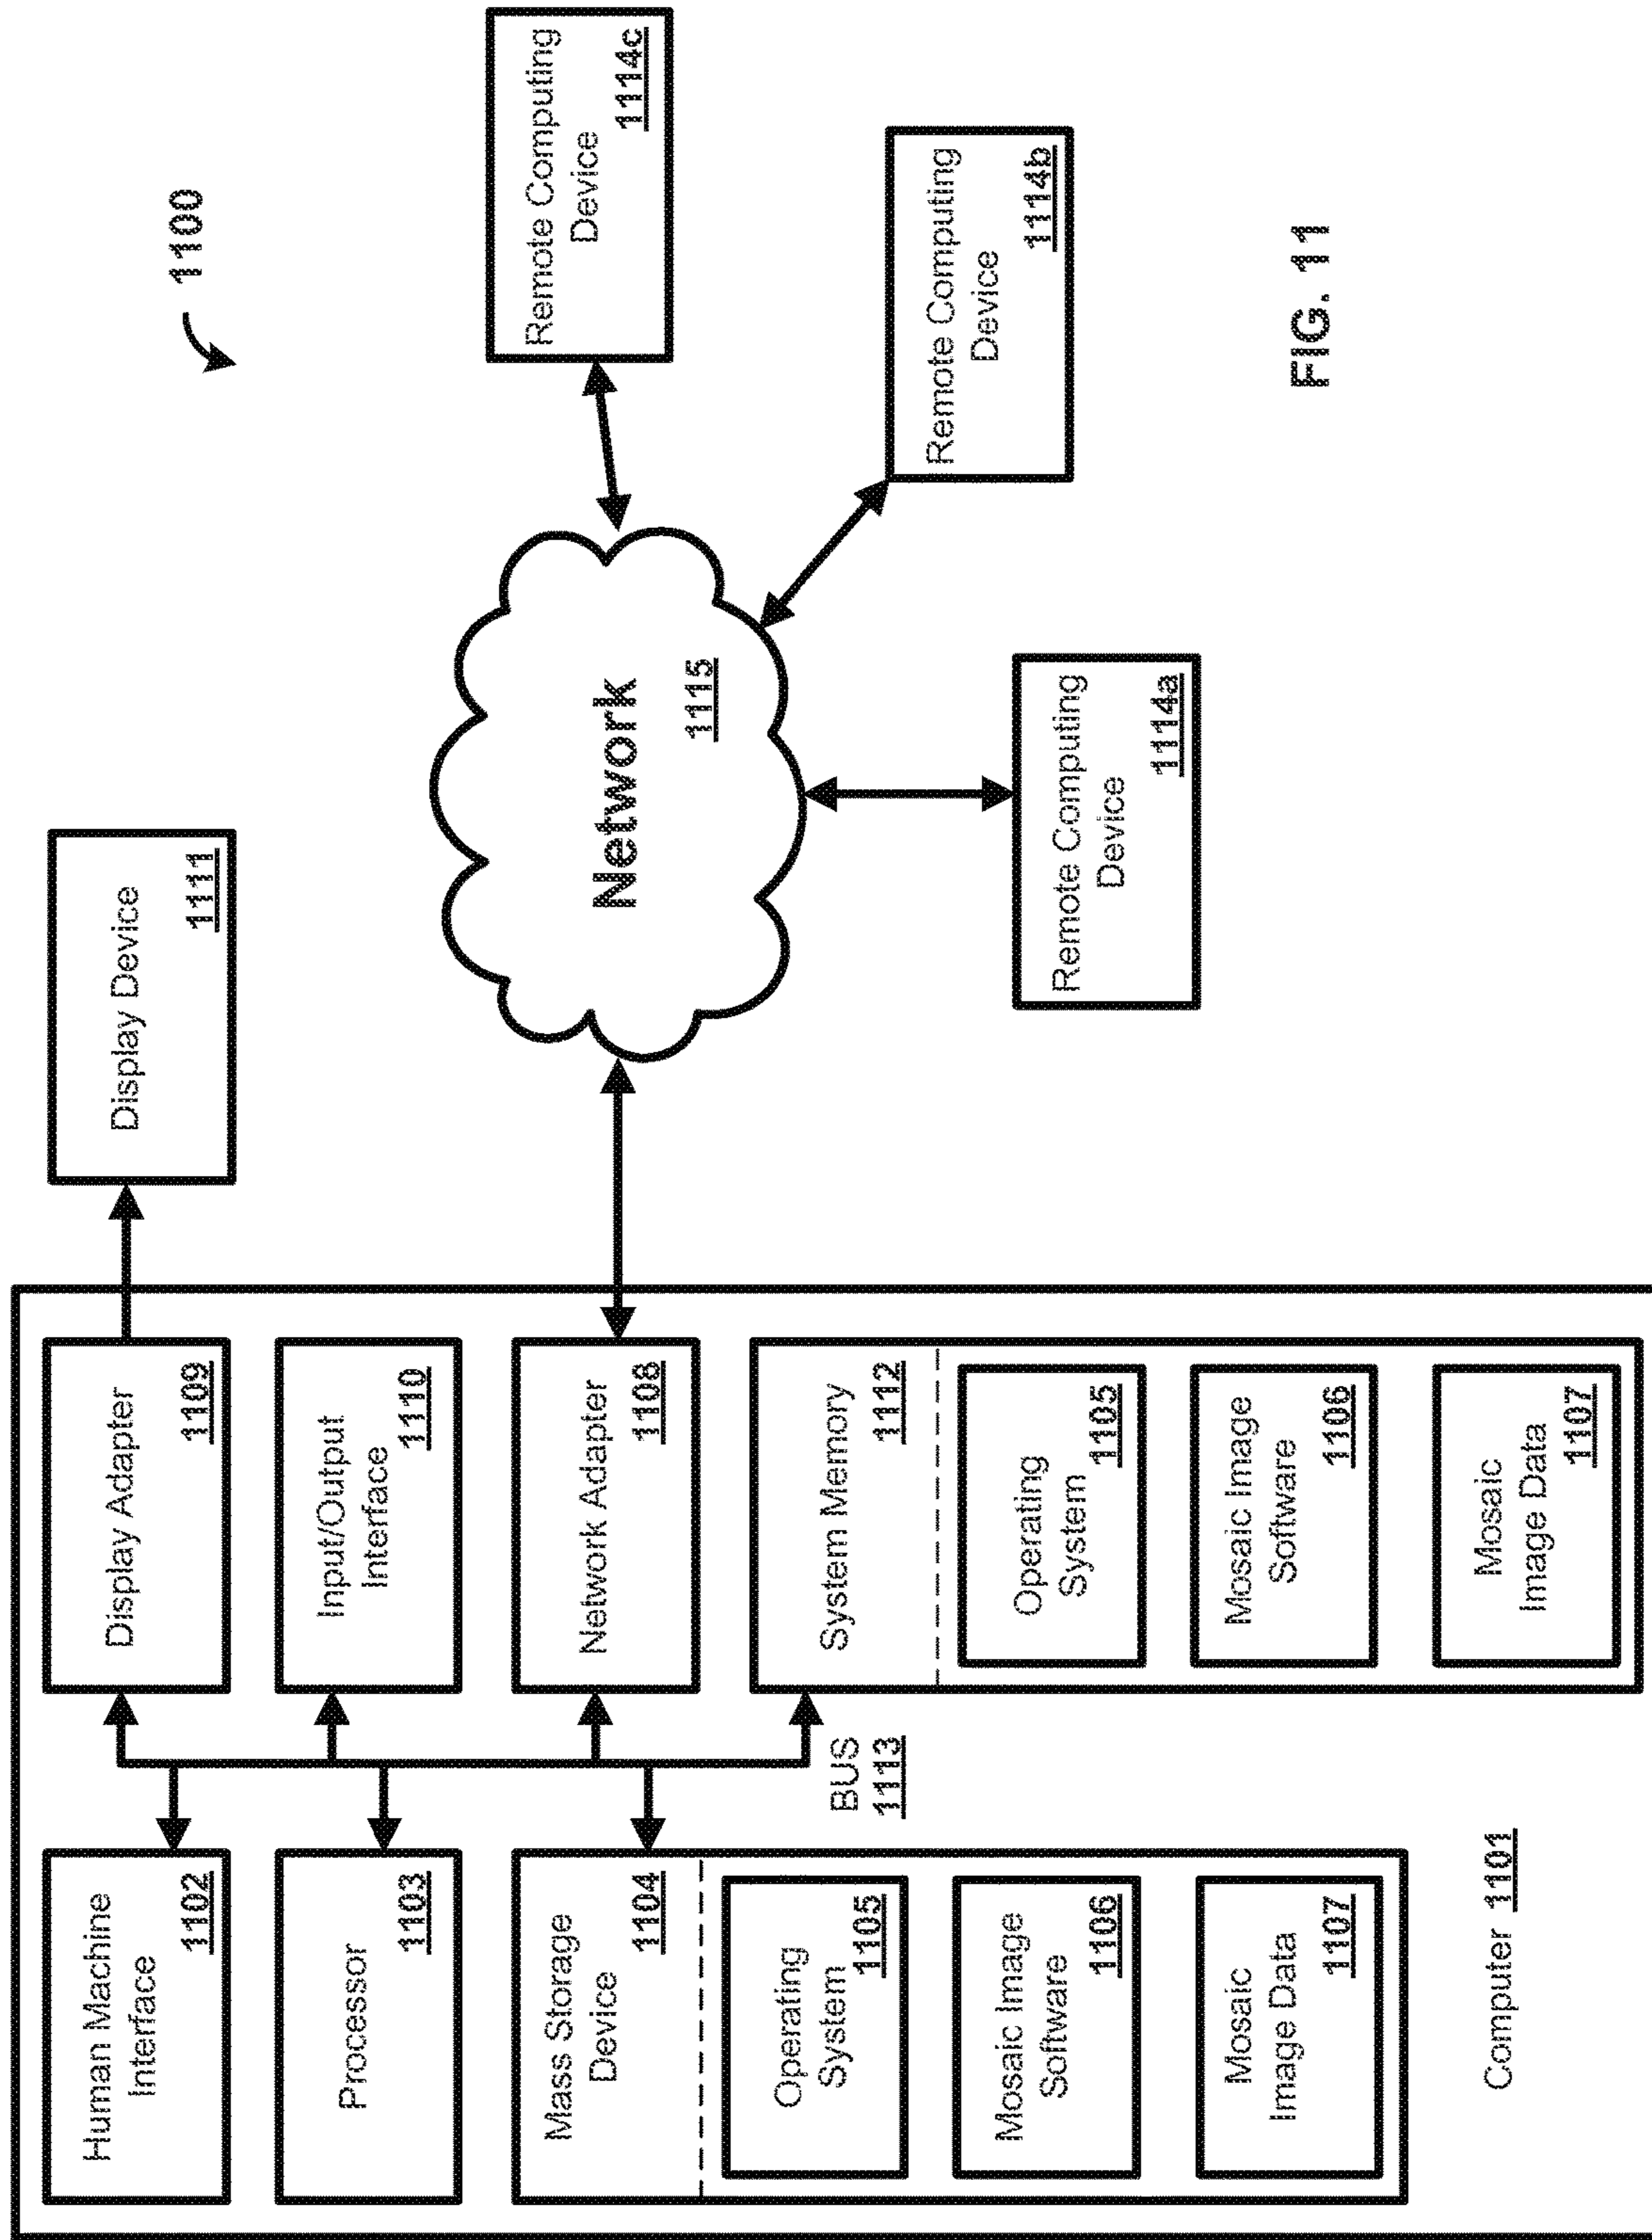 1100
Human Machine
Interface
1102
Processor
1103
Mass Storage
Device
1104
Operating
System
1105
Mosaic Image
Software
1106
Mosaic
Image Data
1107
Computer 1101
BUS
1113
Display Adapter
1109
Input/Output
Interface
1110
Network Adapter
1108
System Memory
1112
Operating
System
1105
Mosaic Image
Software
1106
Mosaic
Image Data
1107
Display Device
1111
Network
1115
Remote Computing
Device
1114a
Remote Computing
Device
1114b
Remote Computing
Device
1114c
FIG. 11